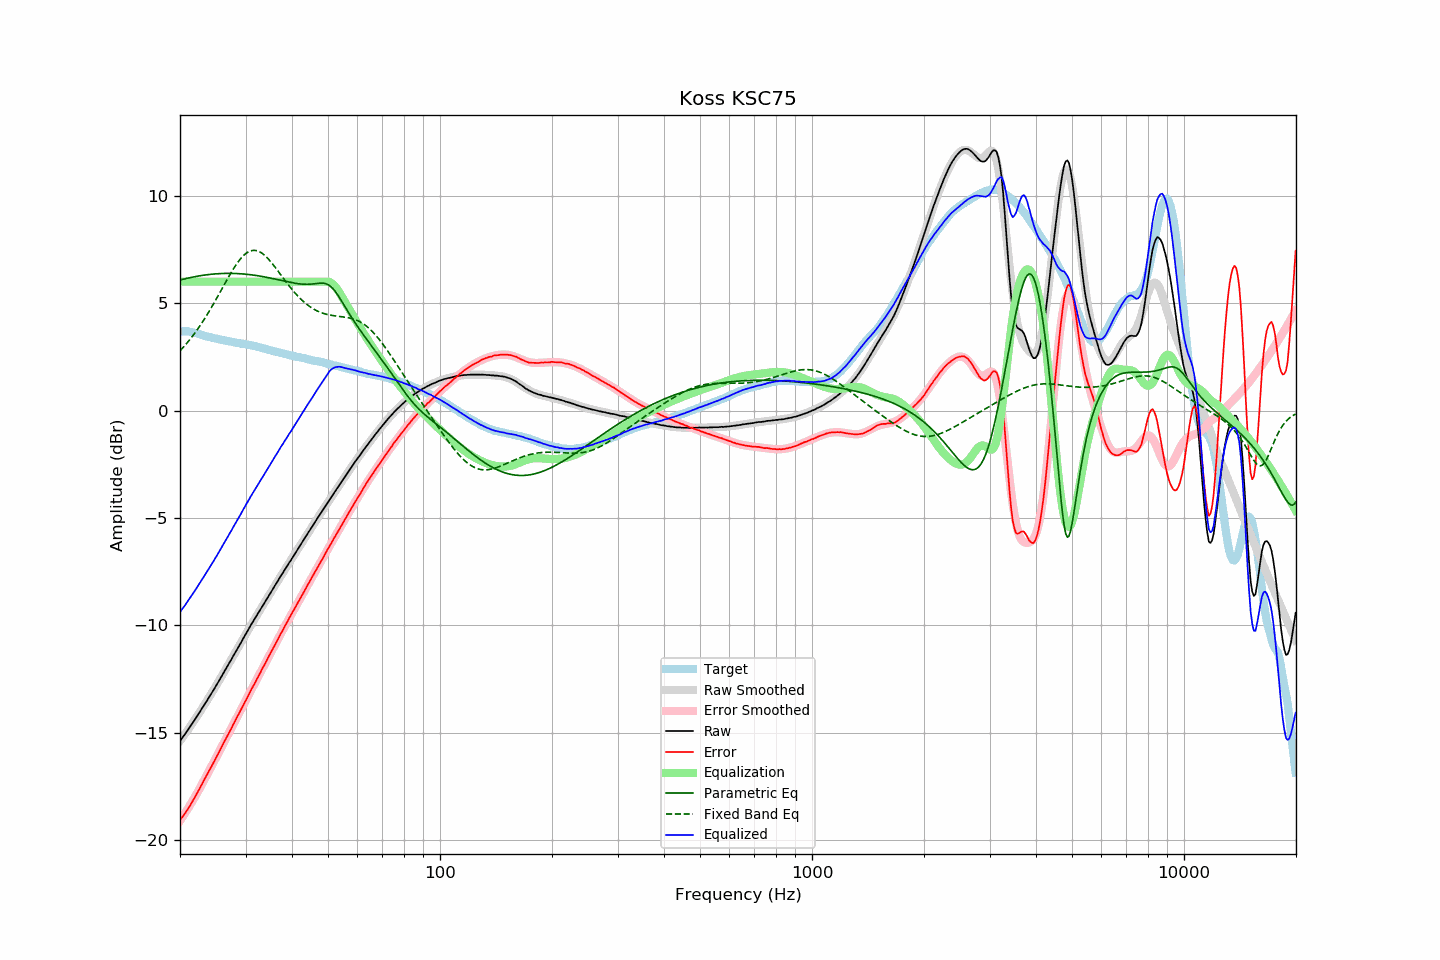 Koss KSC75
Amplitude (dBr)
10
5
0
−5
−10
−15
−20
Target
Raw Smoothed
Error Smoothed
Raw
Error
Equalization
Parametric Eq
Fixed Band Eq
Equalized
100
1000
10000
Frequency (Hz)